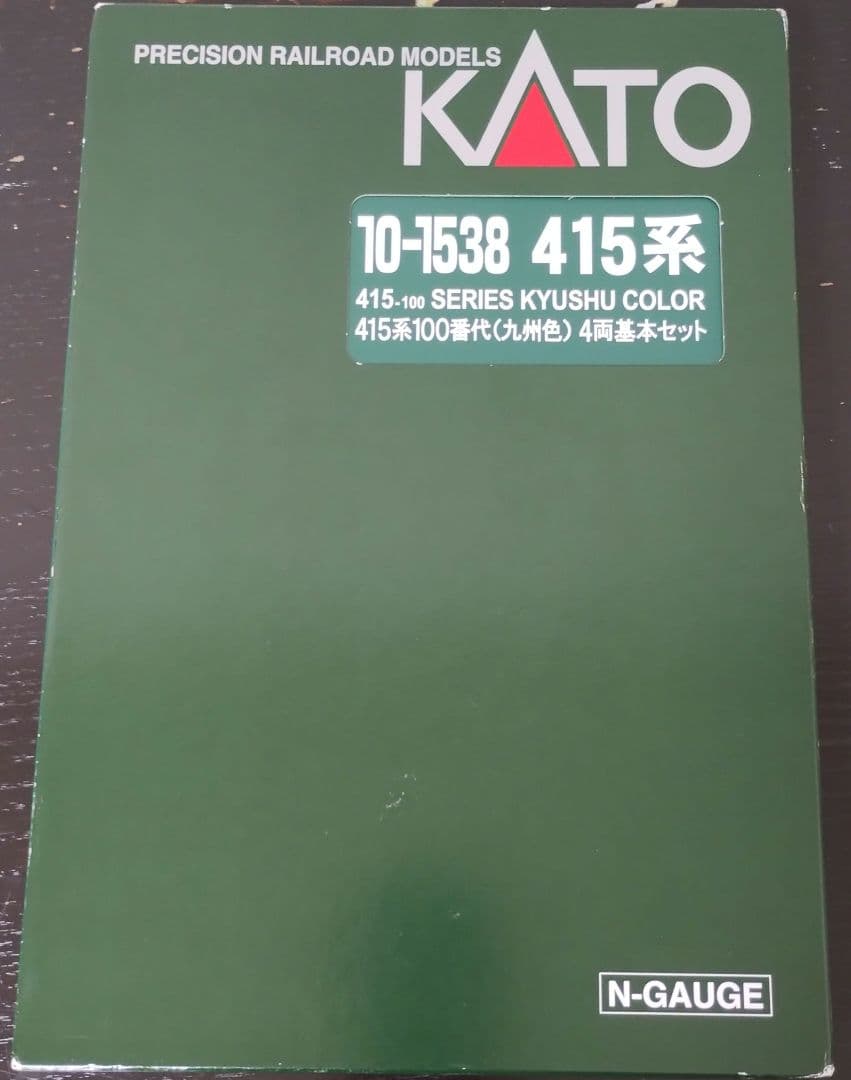 PRECISION RAILROAD MODELS
KATO
10-1538 415系
415-100 SERIES KYUSHU COLOR
415系100番代(九州色) 4両基本セット
N-GAUGE